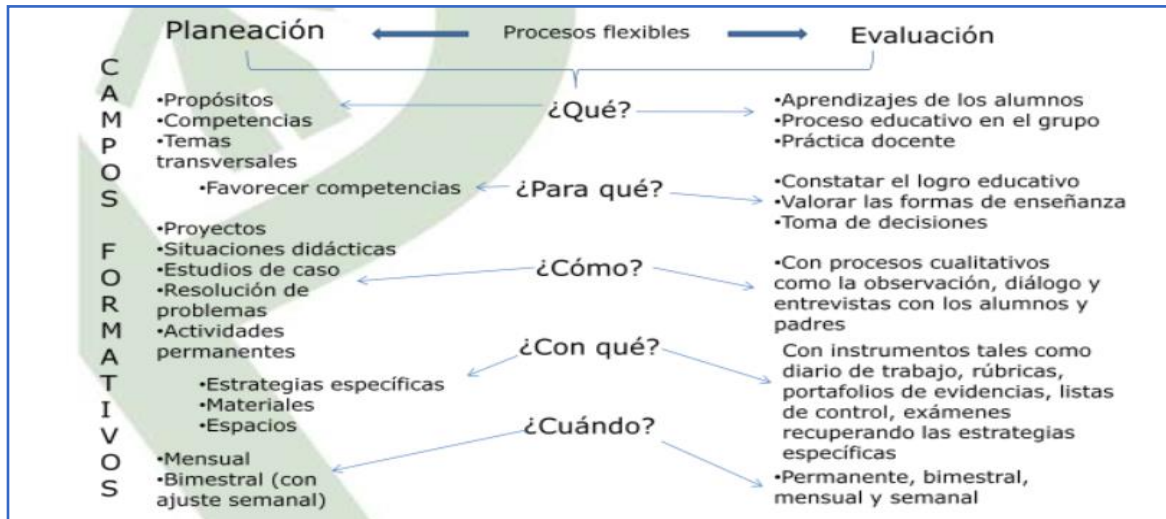 Planeación
Procesos flexibles
Evaluación
CAMPOS FORMATIVOS
•Propósitos
•Competencias
•Temas
transversales
¿Qué?
•Aprendizajes de los alumnos
•Proceso educativo en el grupo
•Práctica docente
•Favorecer competencias
¿Para qué?
•Constatar el logro educativo
•Valorar las formas de enseñanza
•Toma de decisiones
•Proyectos
•Situaciones didácticas
•Estudios de caso
•Resolución de
problemas
•Actividades
permanentes
¿Cómo?
•Con procesos cualitativos
como la observación, diálogo y
entrevistas con los alumnos y
padres
•Estrategias específicas
•Materiales
•Espacios
¿Con qué?
Con instrumentos tales como
diario de trabajo, rúbricas,
portafolios de evidencias, listas
de control, exámenes
recuperando las estrategias
específicas
•Mensual
•Bimestral (con
ajuste semanal)
¿Cuándo?
•Permanente, bimestral,
mensual y semanal